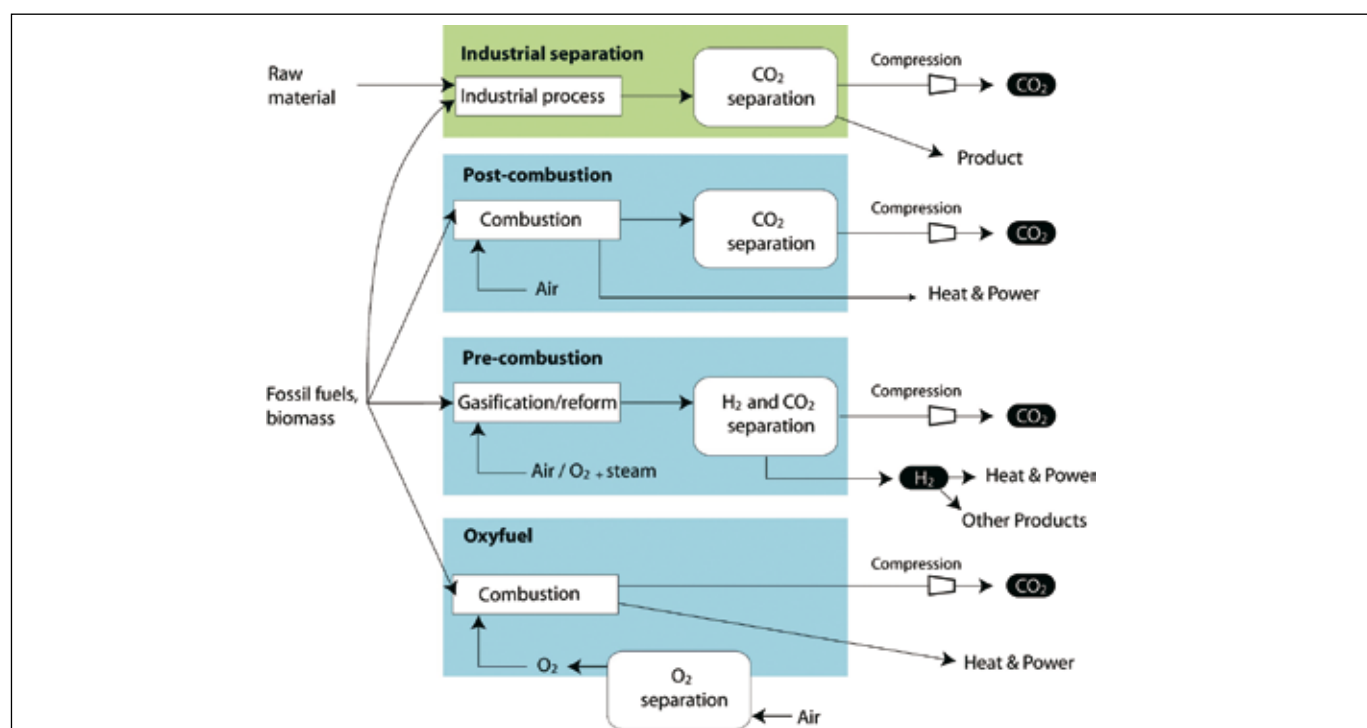 Industrial separation
Raw
material
Industrial process
CO₂
separation
Compression
CO₂
Product
Post-combustion
Combustion
CO₂
separation
Compression
CO₂
Air
Heat & Power
Pre-combustion
Fossil fuels,
biomass
Gasification/reform
H₂ and CO₂
separation
Compression
CO₂
Air / O₂ + steam
H₂
Heat & Power
Other Products
Oxyfuel
Combustion
Compression
CO₂
O₂
Heat & Power
O₂
separation
Air